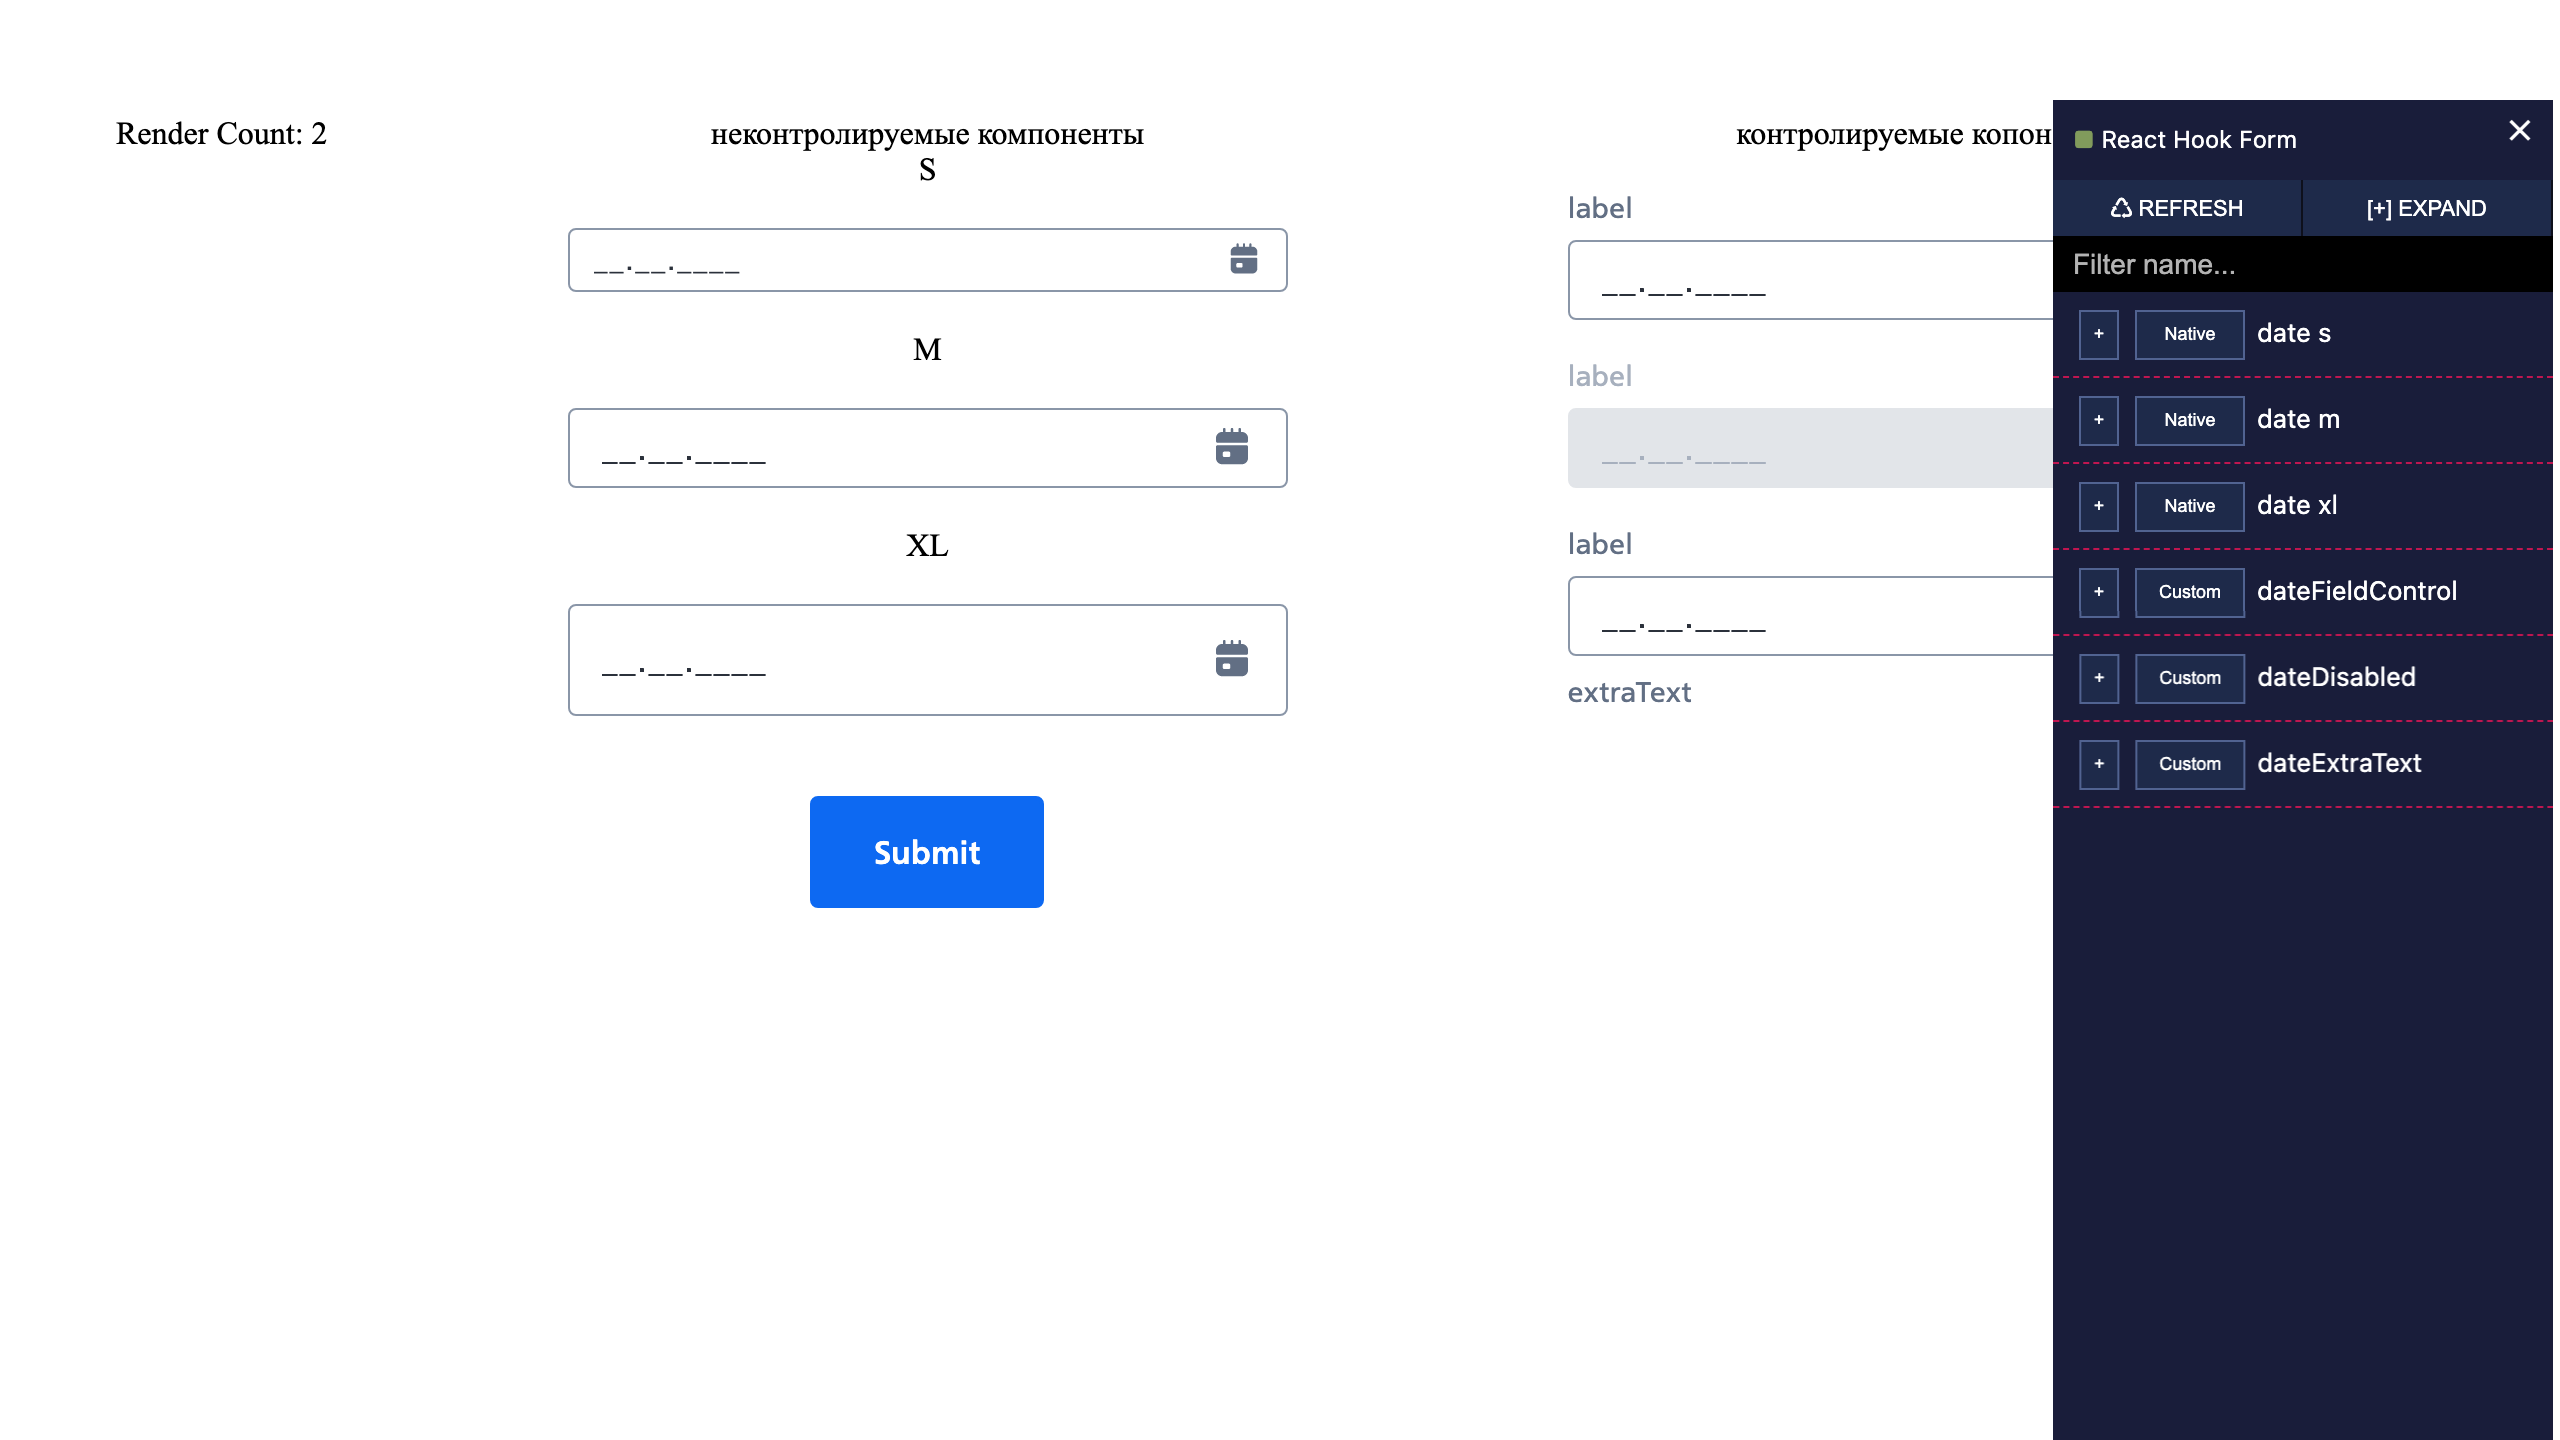 Render Count: 2
неконтролируемые компоненты
S
__.__.____
M
__.__.____
XL
__.__.____
Submit
контролируемые копон
label
__.__.____
label
__.__.____
label
__.__.____
extraText
React Hook Form
REFRESH
[+] EXPAND
Filter name...
+ Native date s
+ Native date m
+ Native date xl
+ Custom dateFieldControl
+ Custom dateDisabled
+ Custom dateExtraText